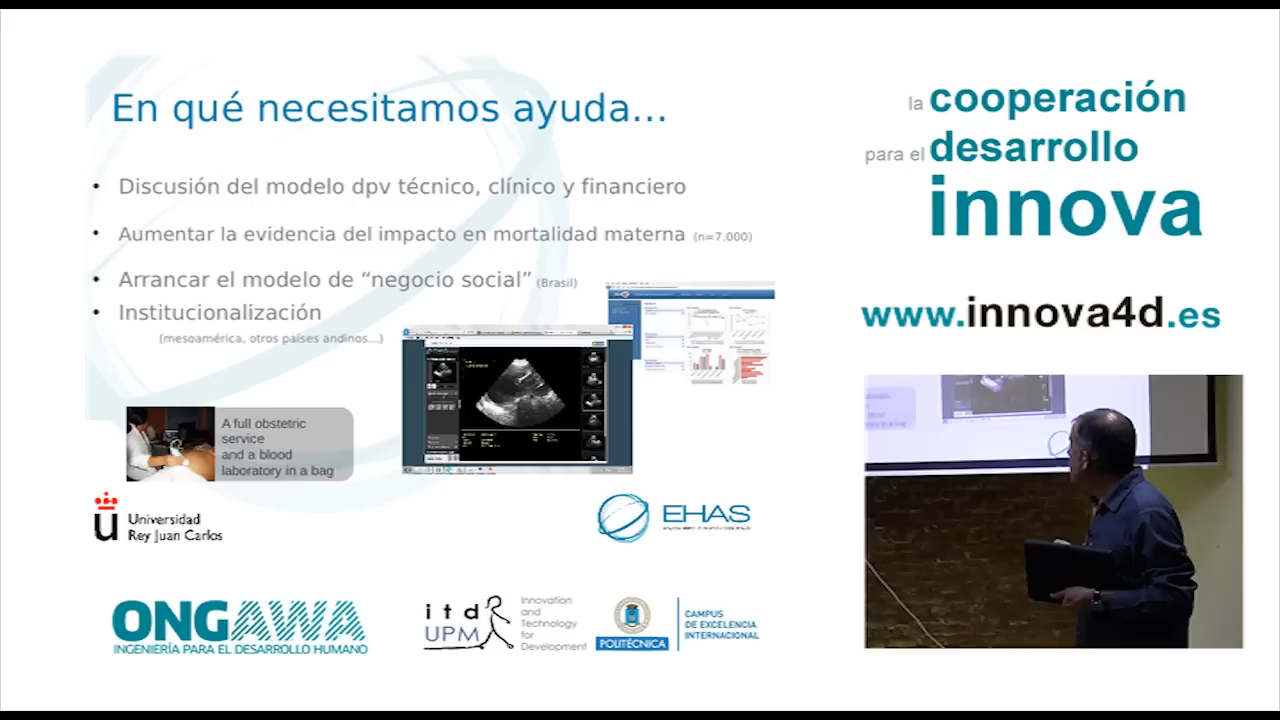 En qué necesitamos ayuda...
• Discusión del modelo dpv técnico, clínico y financiero
• Aumentar la evidencia del impacto en mortalidad materna (n=7.000)
• Arrancar el modelo de “negocio social” (Brasil)
• Institucionalización
(mesoamérica, otros países andinos...)
A full obstetric
service
and a blood
laboratory in a bag
u Universidad
Rey Juan Carlos
EHAS
la cooperación
para el desarrollo
innova
www.innova4d.es
ONGAWA
INGENIERÍA PARA EL DESARROLLO HUMANO
itd
UPM
Innovation
and
Technology
for
Development
POLITÉCNICA
CAMPUS
DE EXCELENCIA
INTERNACIONAL